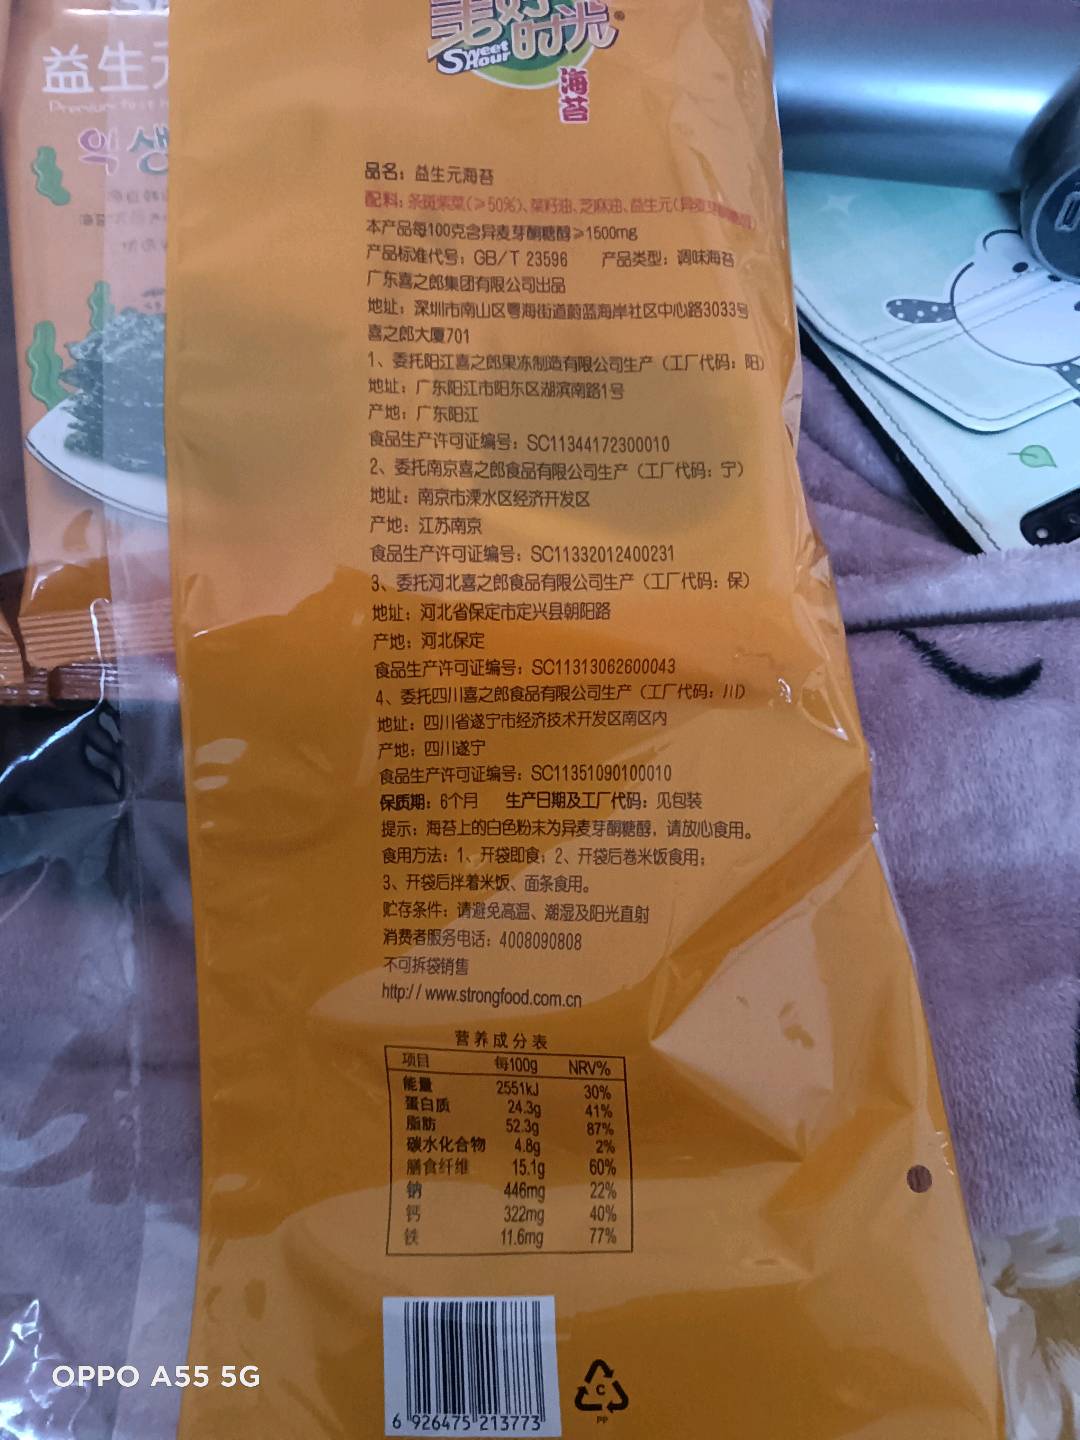 益生元
Premium
美好时光
Sweet Hour
海苔
品名：益生元海苔
配料：条斑紫菜(≥50%)、菜籽油、芝麻油、益生元(异麦芽酮糖醇)
本产品每100克含异麦芽酮糖醇≥1500mg
产品标准代号：GB/T 23596 产品类型：调味海苔
广东喜之郎集团有限公司出品
地址：深圳市南山区粤海街道蔚蓝海岸社区中心路3033号
喜之郎大厦701
1、委托阳江喜之郎果冻制造有限公司生产（工厂代码：阳）
地址：广东阳江市阳东区湖滨南路1号
产地：广东阳江
食品生产许可证编号：SC11344172300010
2、委托南京喜之郎食品有限公司生产（工厂代码：宁）
地址：南京市溧水区经济开发区
产地：江苏南京
食品生产许可证编号：SC11332012400231
3、委托河北喜之郎食品有限公司生产（工厂代码：保）
地址：河北省保定市定兴县朝阳路
产地：河北保定
食品生产许可证编号：SC11313062600043
4、委托四川喜之郎食品有限公司生产（工厂代码：川）
地址：四川省遂宁市经济技术开发区南区内
产地：四川遂宁
食品生产许可证编号：SC11351090100010
保质期：6个月 生产日期及工厂代码：见包装
提示：海苔上的白色粉末为异麦芽酮糖醇，请放心食用。
食用方法：1、开袋即食；2、开袋后卷米饭食用；
3、开袋后拌着米饭、面条食用。
贮存条件：请避免高温、潮湿及阳光直射
消费者服务电话：4008090808
不可拆袋销售
http://www.strongfood.com.cn
营养成分表
项目 每100g NRV%
能量 2551kJ 30%
蛋白质 24.3g 41%
脂肪 52.3g 87%
碳水化合物 4.8g 2%
膳食纤维 15.1g 60%
钠 446mg 22%
钙 322mg 40%
铁 11.6mg 77%
6 926475 213773
C
PP
OPPO A55 5G